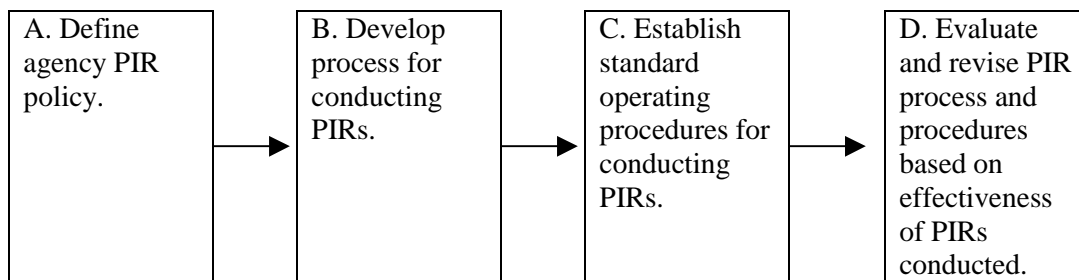 A. Define
agency PIR
policy.
B. Develop
process for
conducting
PIRs.
C. Establish
standard
operating
procedures for
conducting
PIRs.
D. Evaluate
and revise PIR
process and
procedures
based on
effectiveness
of PIRs
conducted.